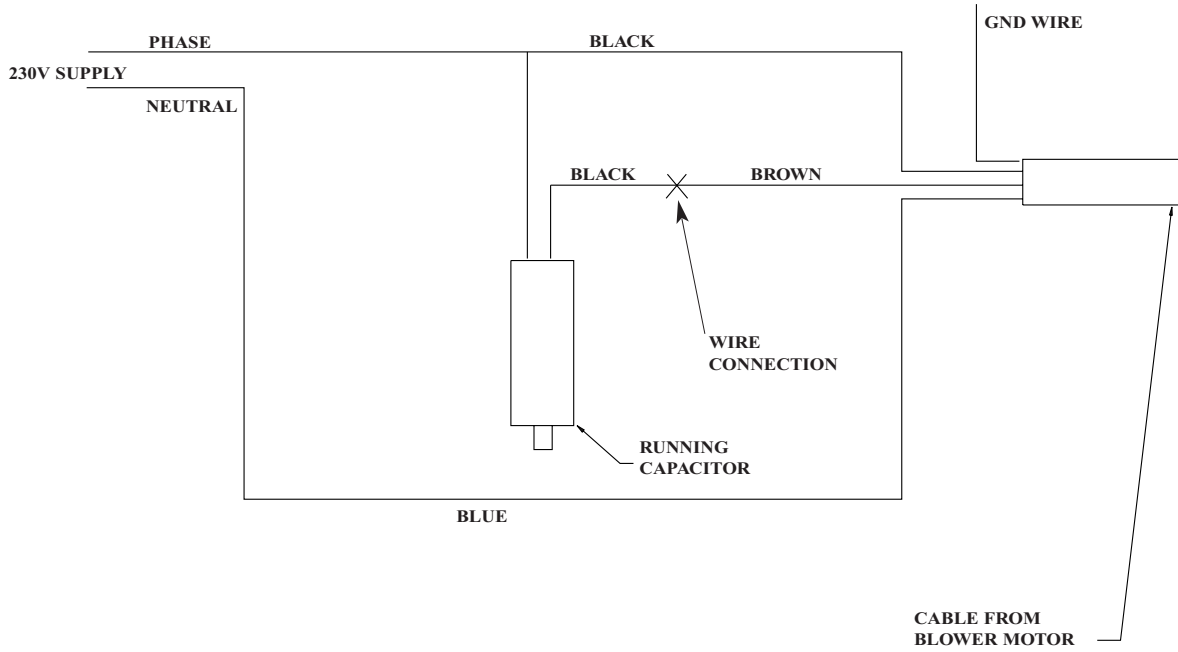 GND WIRE
PHASE
BLACK
230V SUPPLY
NEUTRAL
BLACK
BROWN
WIRE
CONNECTION
RUNNING
CAPACITOR
BLUE
CABLE FROM
BLOWER MOTOR